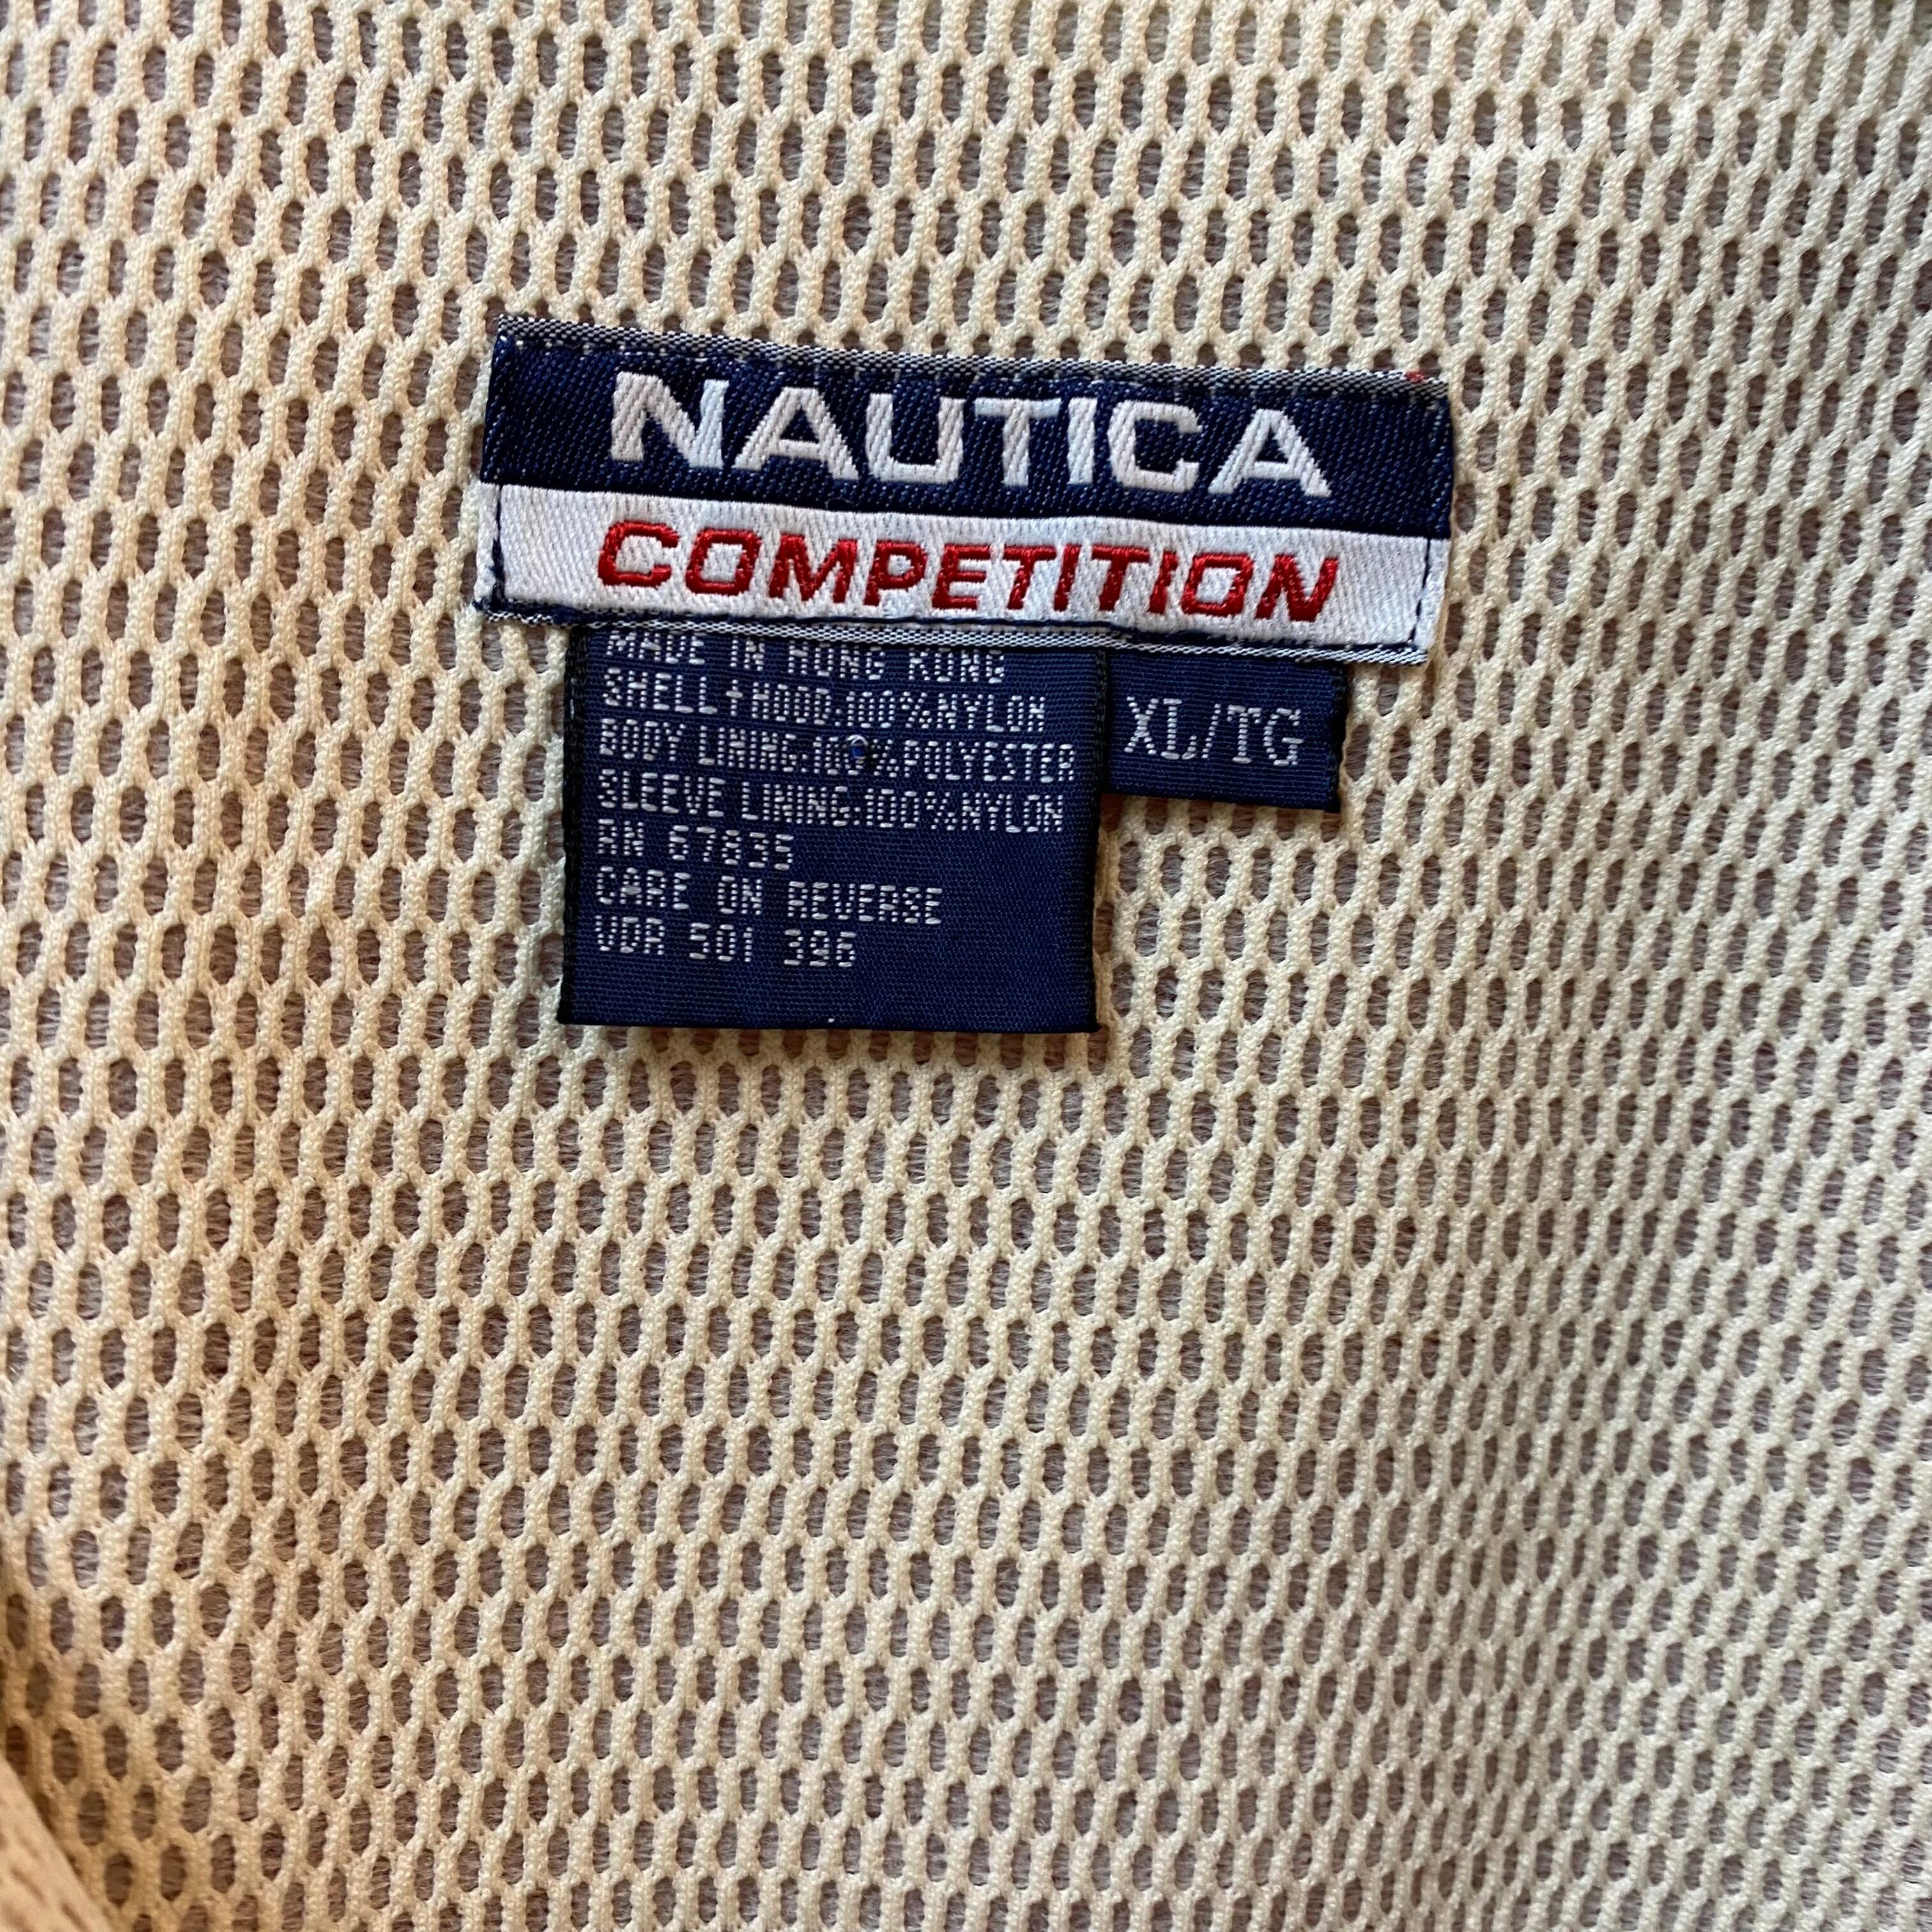 NAUTICA
COMPETITION
MADE IN HONG KONG
SHELL+HOOD:100%NYLON
BODY LINING:100%POLYESTER
SLEEVE LINING:100%NYLON
RN 67835
CARE ON REVERSE
VDR 501 396
XL/TG